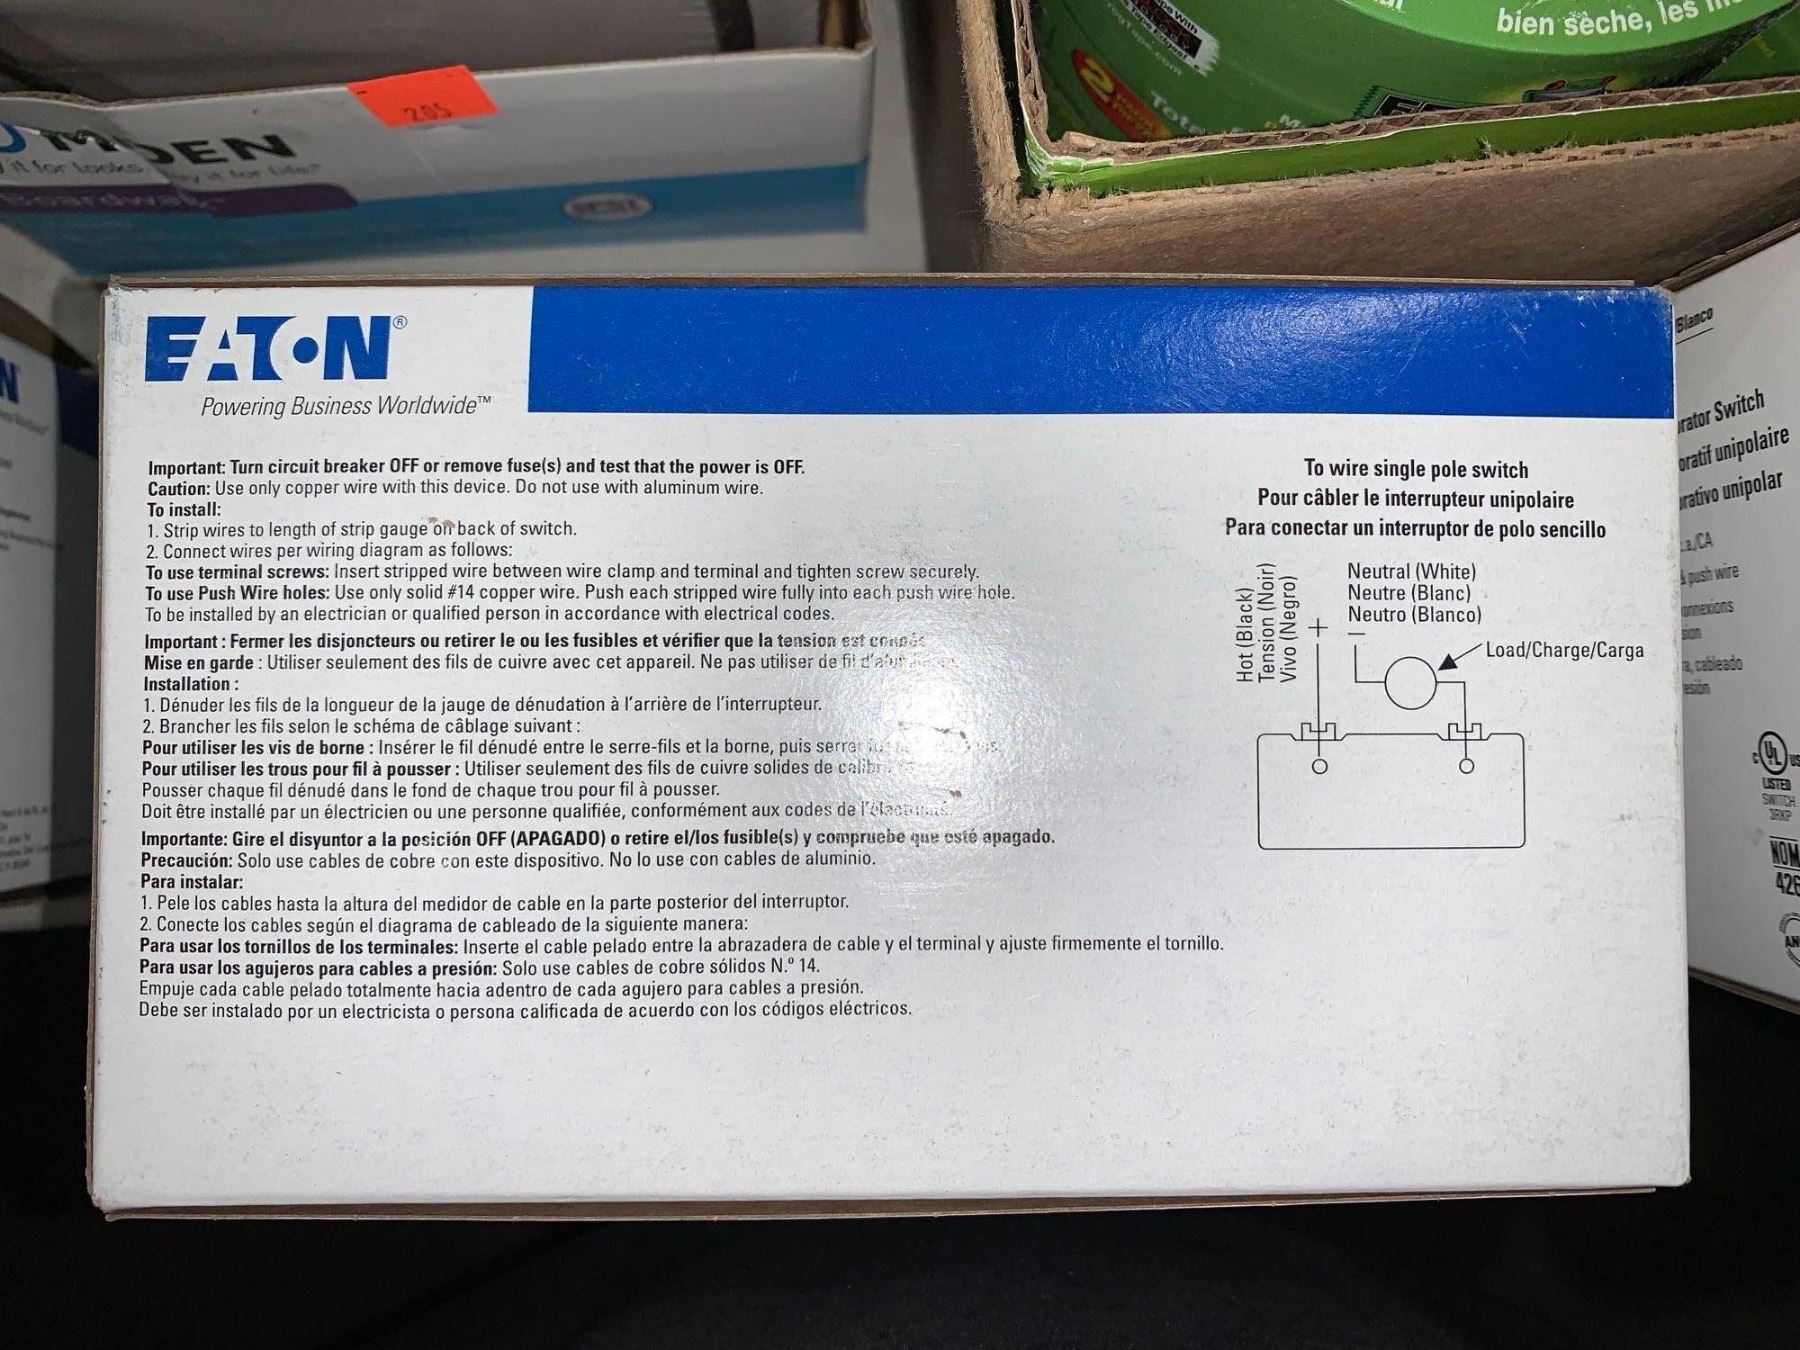 MOEN
205
bien sèche, les
2
EATON®
Powering Business Worldwide™
Important: Turn circuit breaker OFF or remove fuse(s) and test that the power is OFF.
Caution: Use only copper wire with this device. Do not use with aluminum wire.
To install:
1. Strip wires to length of strip gauge on back of switch.
2. Connect wires per wiring diagram as follows:
To use terminal screws: Insert stripped wire between wire clamp and terminal and tighten screw securely.
To use Push Wire holes: Use only solid #14 copper wire. Push each stripped wire fully into each push wire hole.
To be installed by an electrician or qualified person in accordance with electrical codes.
Important : Fermer les disjoncteurs ou retirer le ou les fusibles et vérifier que la tension est coupée
Mise en garde : Utiliser seulement des fils de cuivre avec cet appareil. Ne pas utiliser de fil
Installation :
1. Dénuder les fils de la longueur de la jauge de dénudation à l'arrière de l'interrupteur.
2. Brancher les fils selon le schéma de câblage suivant :
Pour utiliser les vis de borne : Insérer le fil dénudé entre le serre-fils et la borne, puis serrer
Pour utiliser les trous pour fil à pousser : Utiliser seulement des fils de cuivre solides de
Pousser chaque fil dénudé dans le fond de chaque trou pour fil à pousser.
Doit être installé par un électricien ou une personne qualifiée, conformément aux codes de
Importante: Gire el disyuntor a la posición OFF (APAGADO) o retire el/los fusible(s) y compruebe que esté apagado.
Precaución: Solo use cables de cobre con este dispositivo. No lo use con cables de aluminio.
Para instalar:
1. Pele los cables hasta la altura del medidor de cable en la parte posterior del interruptor.
2. Conecte los cables según el diagrama de cableado de la siguiente manera:
Para usar los tornillos de los terminales: Inserte el cable pelado entre la abrazadera de cable y el terminal y ajuste firmemente el tornillo.
Para usar los agujeros para cables a presión: Solo use cables de cobre sólidos N.º 14.
Empuje cada cable pelado totalmente hacia adentro de cada agujero para cables a presión.
Debe ser instalado por un electricista o persona calificada de acuerdo con los códigos eléctricos.
To wire single pole switch
Pour câbler le interrupteur unipolaire
Para conectar un interruptor de polo sencillo
Hot (Black)
Tension (Noir)
Vivo (Negro)
+
−
Neutral (White)
Neutre (Blanc)
Neutro (Blanco)
Load/Charge/Carga
Blanco
Switch
unipolaire
unipolar
/CA
push wire
cableado
C UL US
LISTED
SWITCH
3RKP
NOM